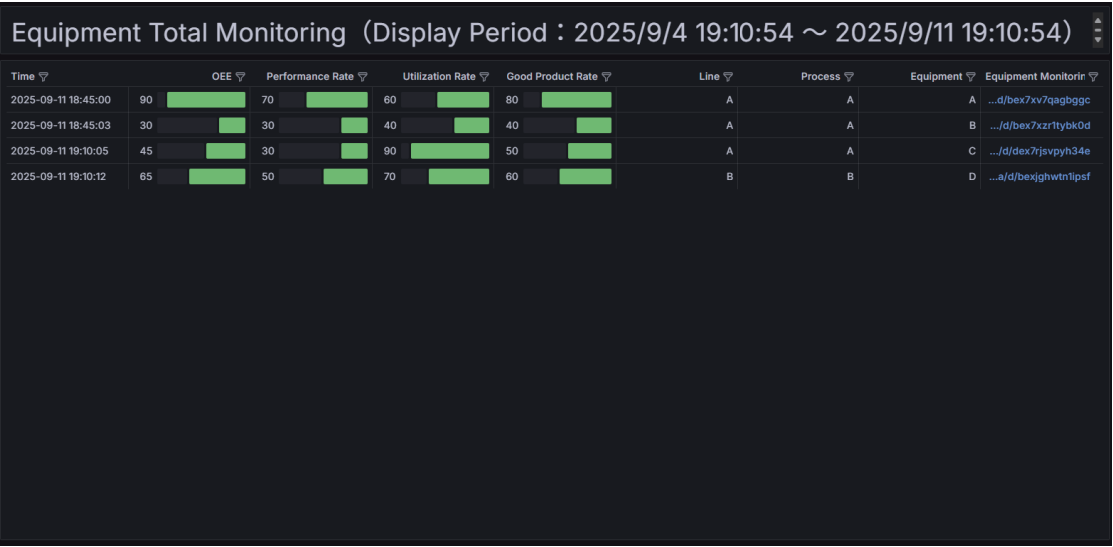 Equipment Total Monitoring（Display Period：2025/9/4 19:10:54 ～ 2025/9/11 19:10:54）
Time OEE Performance Rate Utilization Rate Good Product Rate Line Process Equipment Equipment Monitorin
2025-09-11 18:45:00 90 70 60 80 A A A ...d/bex7xv7qagbggc
2025-09-11 18:45:03 30 30 40 40 A A B .../d/bex7xzr1tybk0d
2025-09-11 19:10:05 45 30 90 50 A A C .../d/dex7rjsvpyh34e
2025-09-11 19:10:12 65 50 70 60 B B D ...a/d/bexjghwtn1ipsf